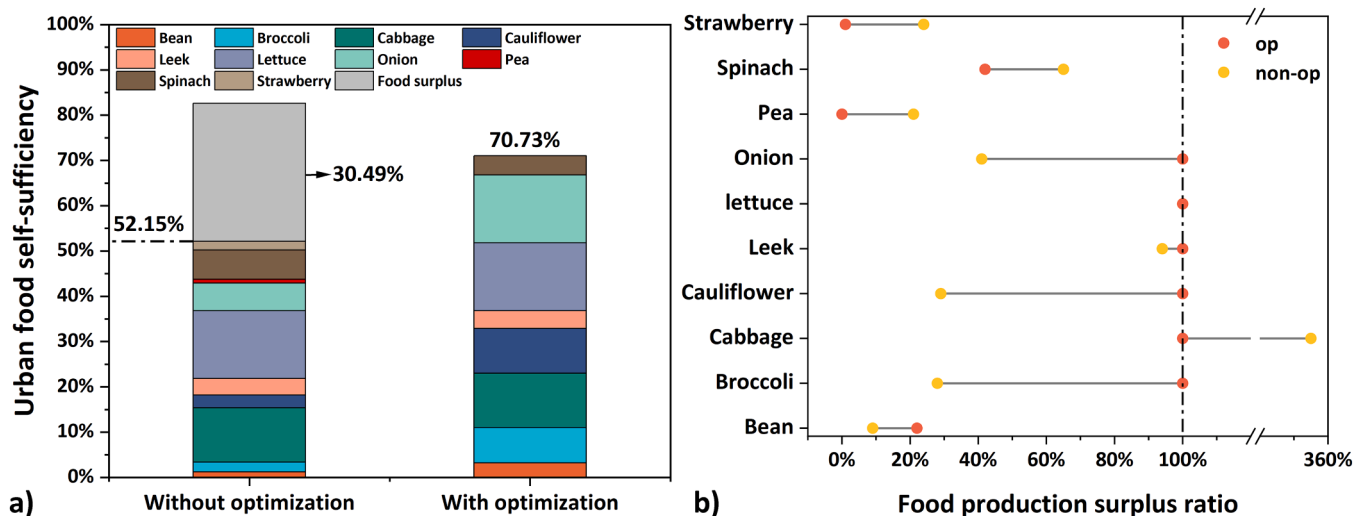 100%
90%
80%
70%
60%
50%
40%
30%
20%
10%
0%
Urban food self-sufficiency
Bean Broccoli Cabbage Cauliflower
Leek Lettuce Onion Pea
Spinach Strawberry Food surplus
70.73%
30.49%
52.15%
Without optimization With optimization
a)
Strawberry
Spinach
Pea
Onion
lettuce
Leek
Cauliflower
Cabbage
Broccoli
Bean
op
non-op
0% 20% 40% 60% 80% 100% 360%
Food production surplus ratio
b)